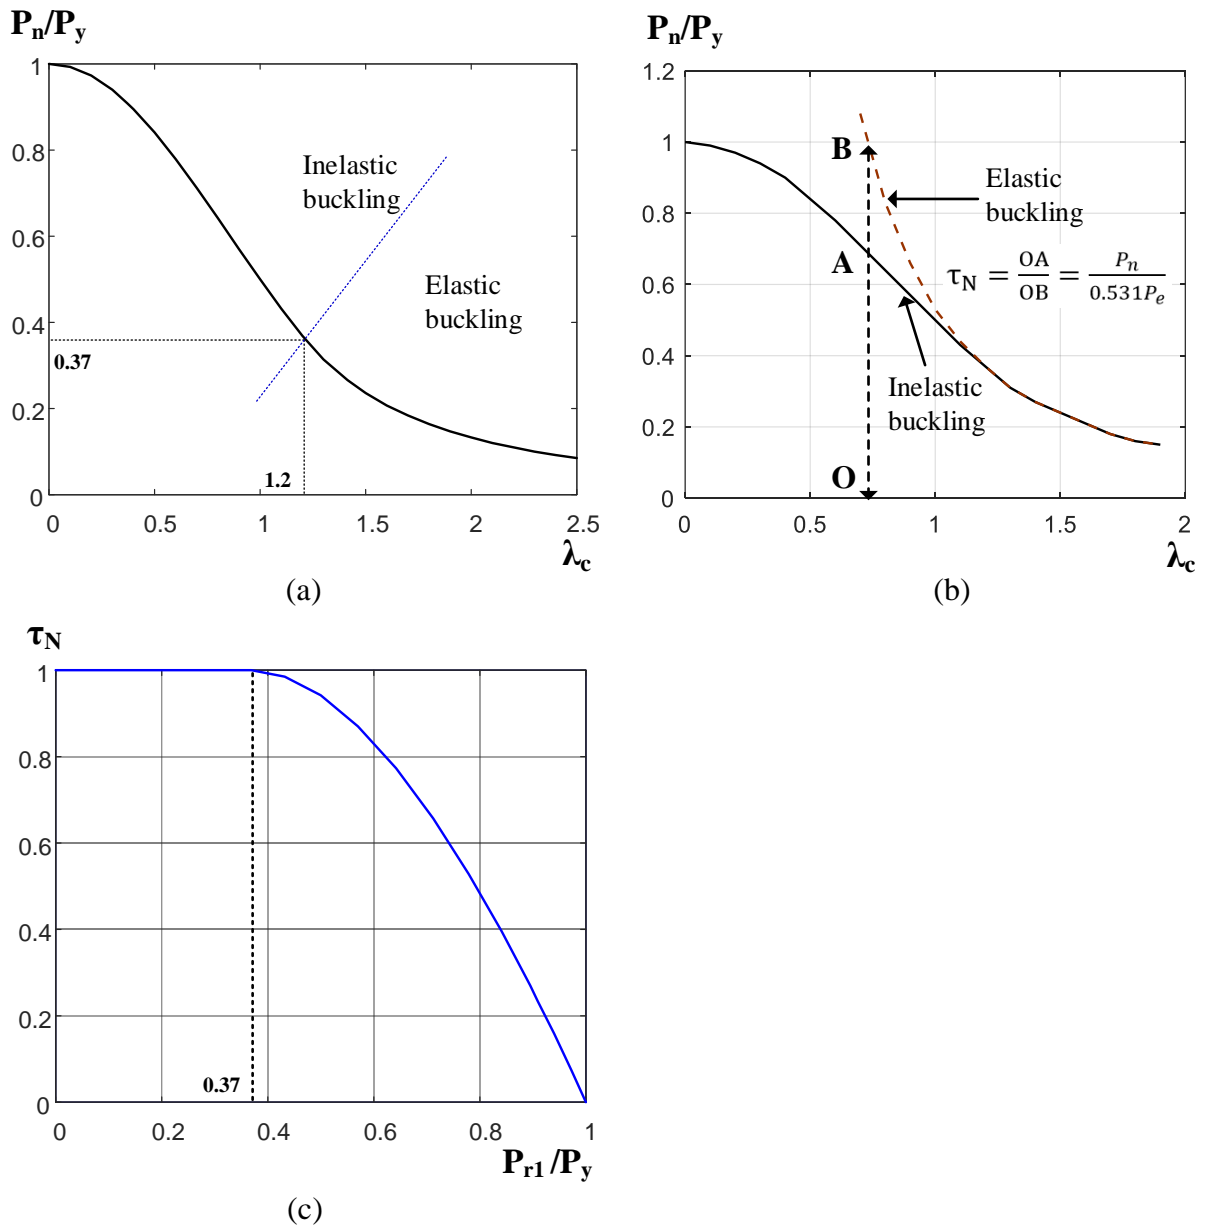 Pn/Py
1
0.8
0.6
0.4
0.2
0
0.37
1.2
Inelastic
buckling
Elastic
buckling
0 0.5 1 1.5 2 2.5
λc
(a)
Pn/Py
1.2
1
0.8
0.6
0.4
0.2
0
B
A
O
Elastic
buckling
τN = OA/OB = Pn/0.531Pe
Inelastic
buckling
0 0.5 1 1.5 2
λc
(b)
τN
1
0.8
0.6
0.4
0.2
0
0.37
0 0.2 0.4 0.6 0.8 1
Pr1/Py
(c)